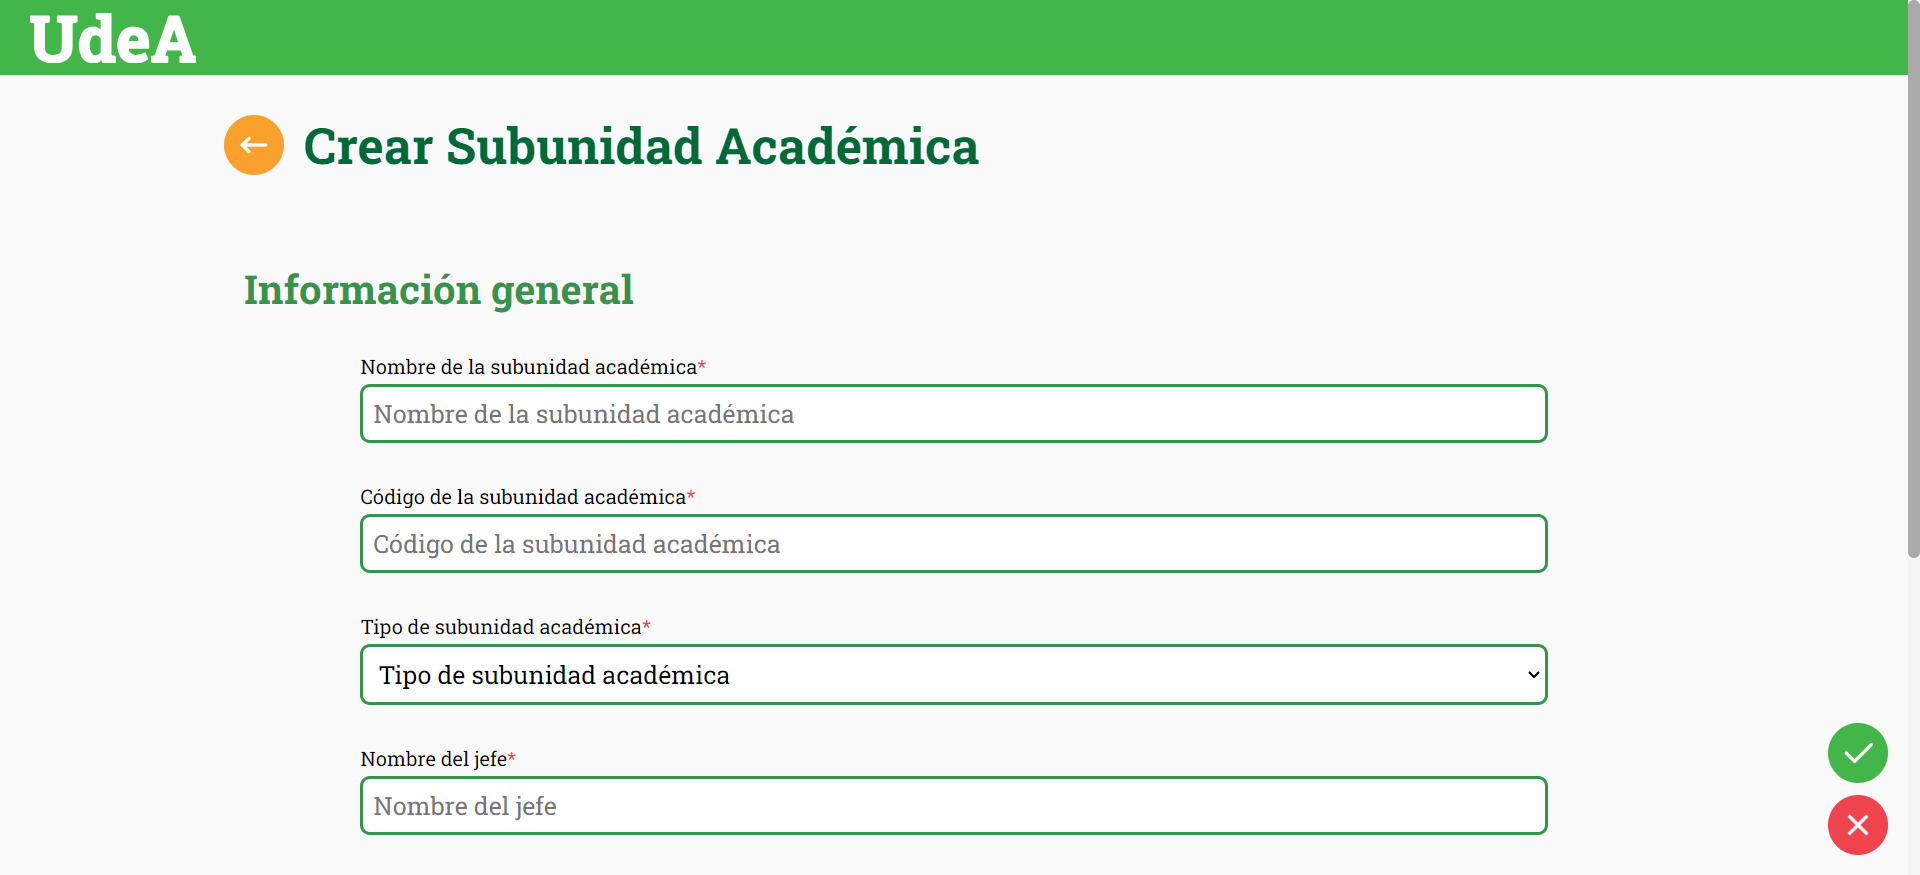 UdeA
Crear Subunidad Académica
Información general
Nombre de la subunidad académica*
Nombre de la subunidad académica
Código de la subunidad académica*
Código de la subunidad académica
Tipo de subunidad académica*
Tipo de subunidad académica
Nombre del jefe*
Nombre del jefe